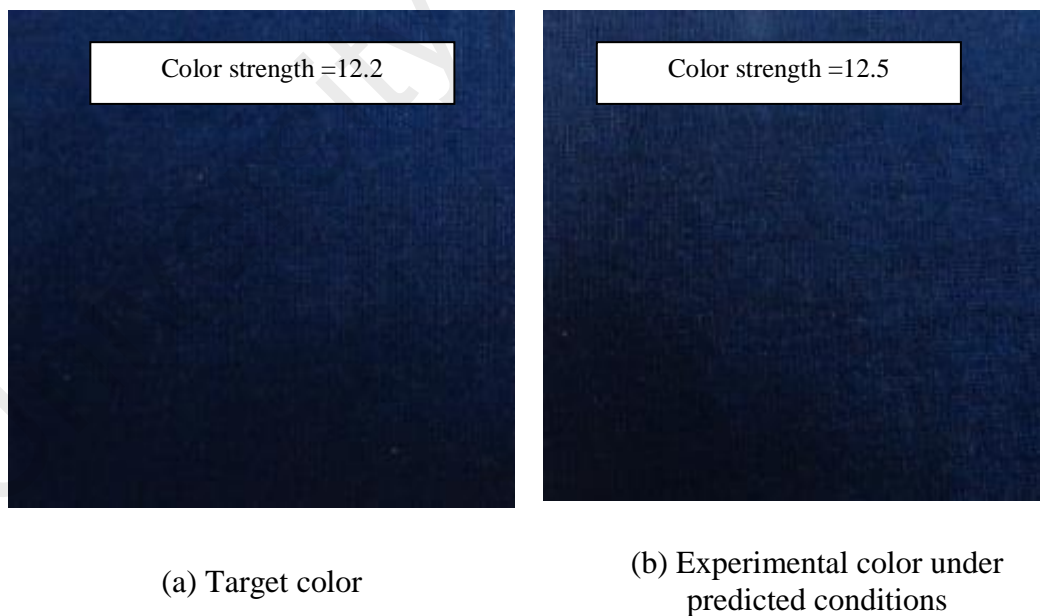 Color strength =12.2
Color strength =12.5
(a) Target color
(b) Experimental color under
predicted conditions